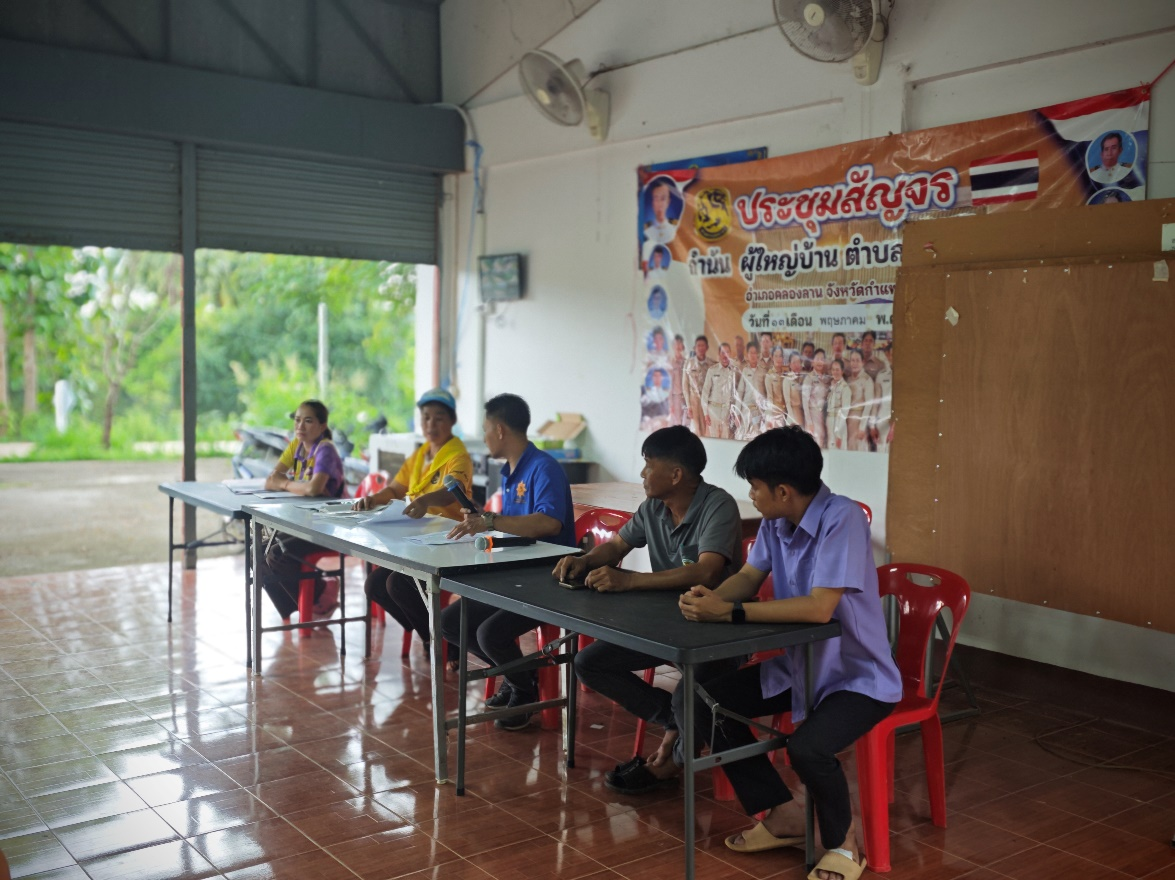 ประชุมสัญจร
กำนัน ผู้ใหญ่บ้าน ตำบล
อำเภอคลองลาน จังหวัดกำแพ
วันที่ ๑๓ เดือน พฤษภาคม พ.ศ